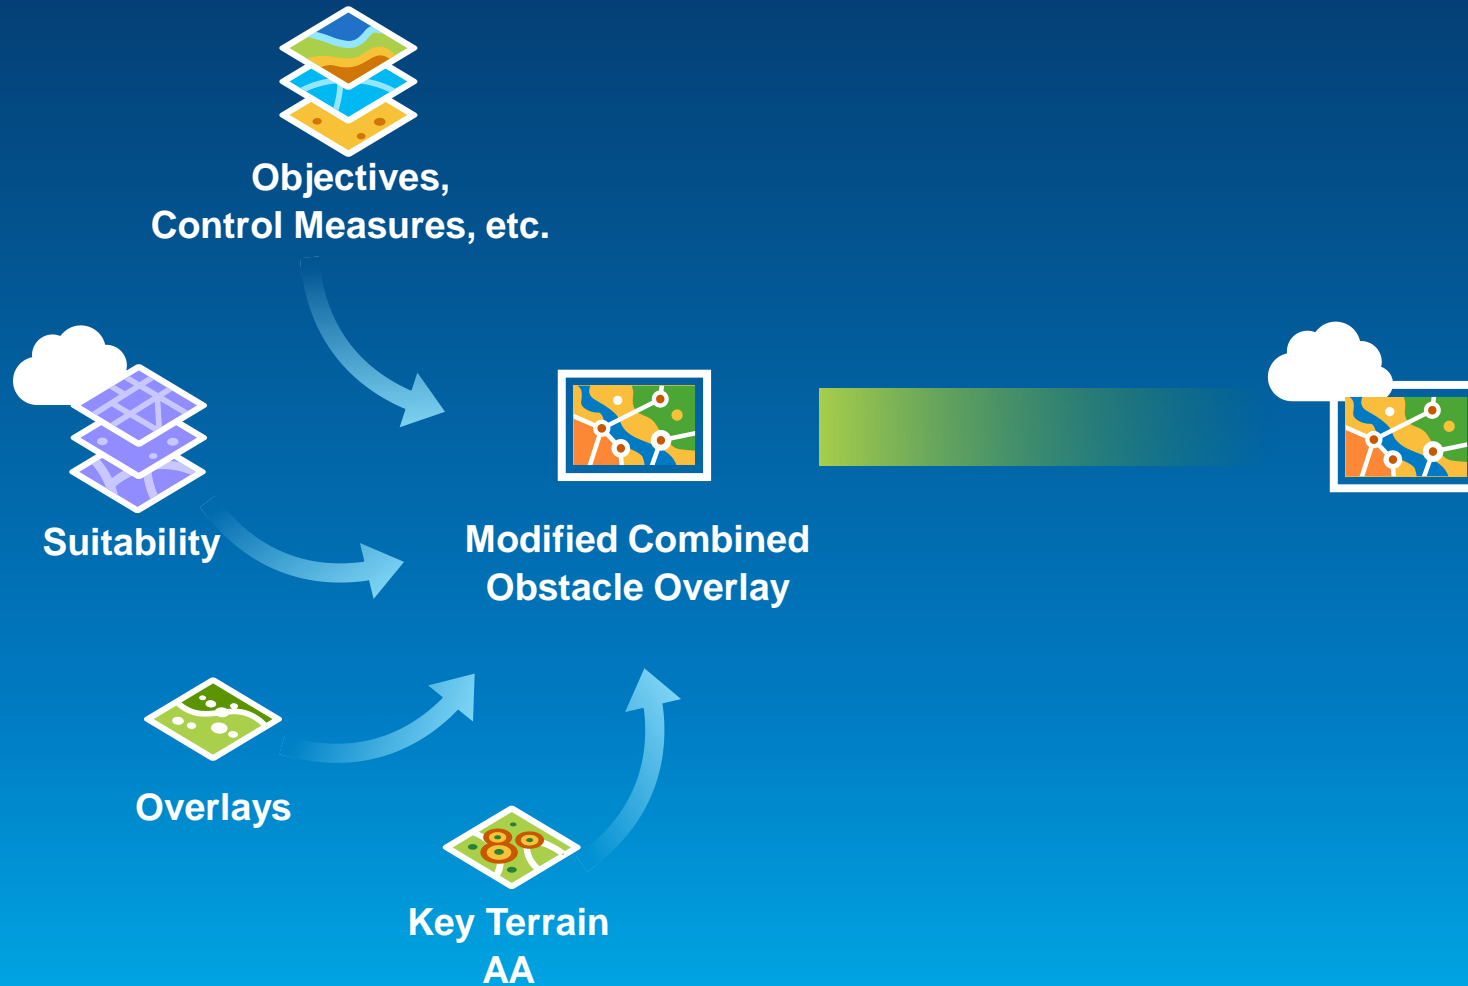 Objectives,
Control Measures, etc.
Suitability
Modified Combined
Obstacle Overlay
Overlays
Key Terrain
AA